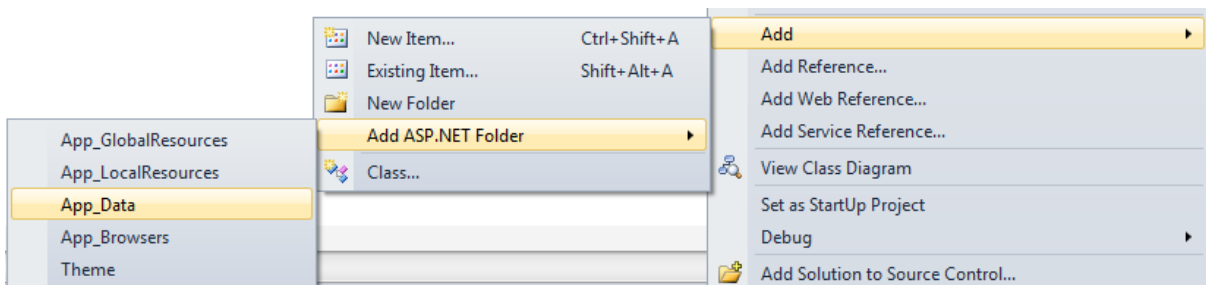 Add
Add Reference...
Add Web Reference...
Add Service Reference...
View Class Diagram
Set as StartUp Project
Debug
Add Solution to Source Control...
New Item... Ctrl+Shift+A
Existing Item... Shift+Alt+A
New Folder
Add ASP.NET Folder
Class...
App_GlobalResources
App_LocalResources
App_Data
App_Browsers
Theme